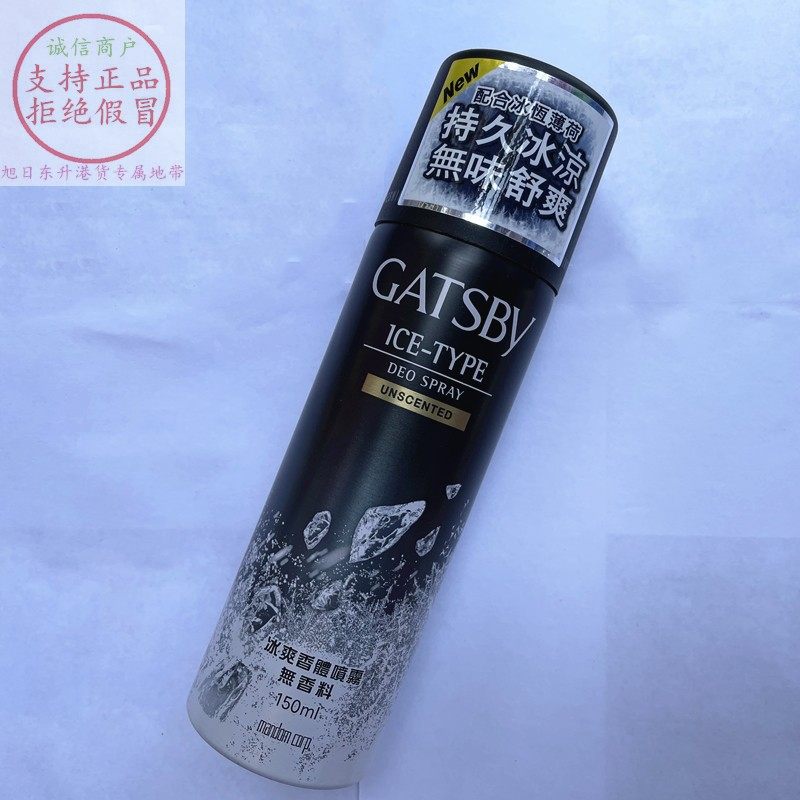 诚信商户
支持正品
拒绝假冒
旭日东升港货专属地带
New
配合冰恆薄荷
持久冰凉
無味舒爽
GATSBY
ICE-TYPE
DEO SPRAY
UNSCENTED
冰爽香體噴霧
無香料
150ml
mandom corp.